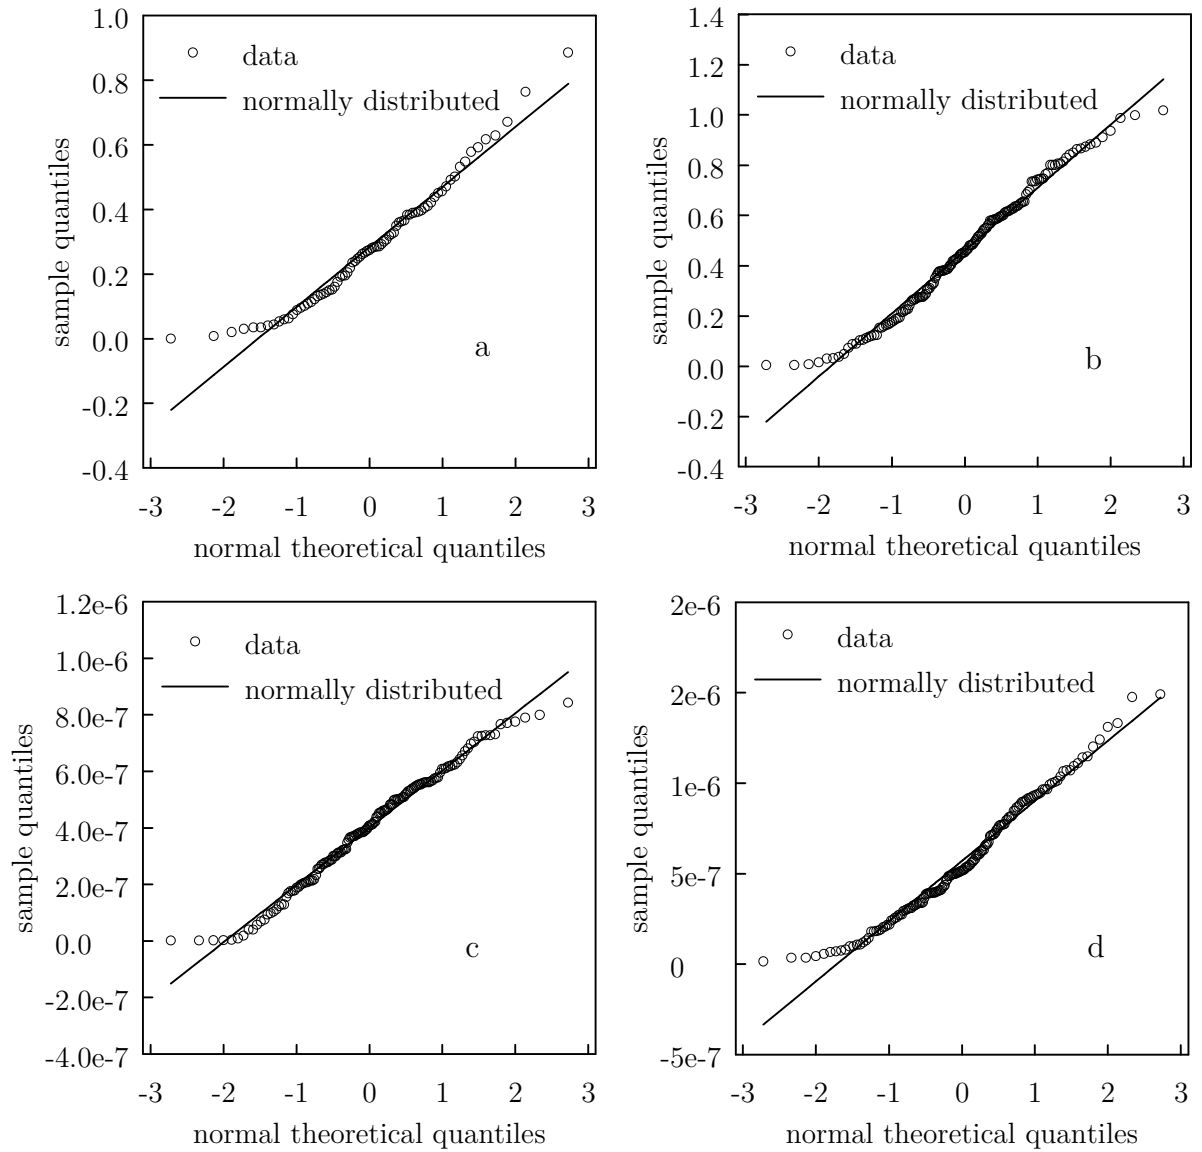 1.0
0.8
0.6
0.4
0.2
0.0
-0.2
-0.4
sample quantiles
data
normally distributed
a
-3 -2 -1 0 1 2 3
normal theoretical quantiles
1.4
1.2
1.0
0.8
0.6
0.4
0.2
0.0
-0.2
-0.4
sample quantiles
data
normally distributed
b
-3 -2 -1 0 1 2 3
normal theoretical quantiles
1.2e-6
1.0e-6
8.0e-7
6.0e-7
4.0e-7
2.0e-7
0.0
-2.0e-7
-4.0e-7
sample quantiles
data
normally distributed
c
-3 -2 -1 0 1 2 3
normal theoretical quantiles
2e-6
2e-6
1e-6
5e-7
0
-5e-7
sample quantiles
data
normally distributed
d
-3 -2 -1 0 1 2 3
normal theoretical quantiles